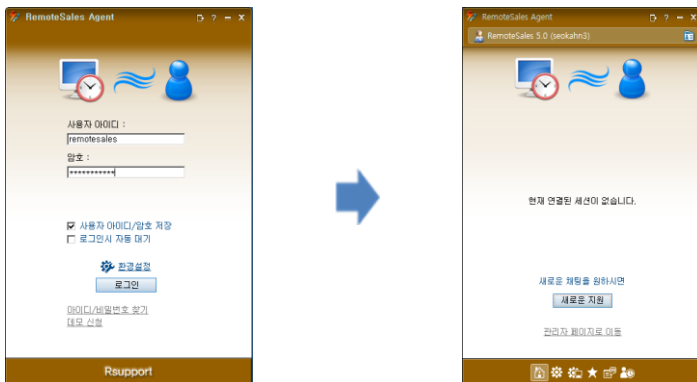 RemoteSales Agent
사용자 아이디 :
remotesales
암호 :
***********
사용자 아이디/암호 저장
로그인시 자동 대기
환경설정
로그인
아이디/비밀번호 찾기
데모 신청
Rsupport
RemoteSales Agent
RemoteSales 5.0 (seokahn3)
현재 연결된 세션이 없습니다.
새로운 채팅을 원하시면
새로운 지원
관리자 페이지로 이동